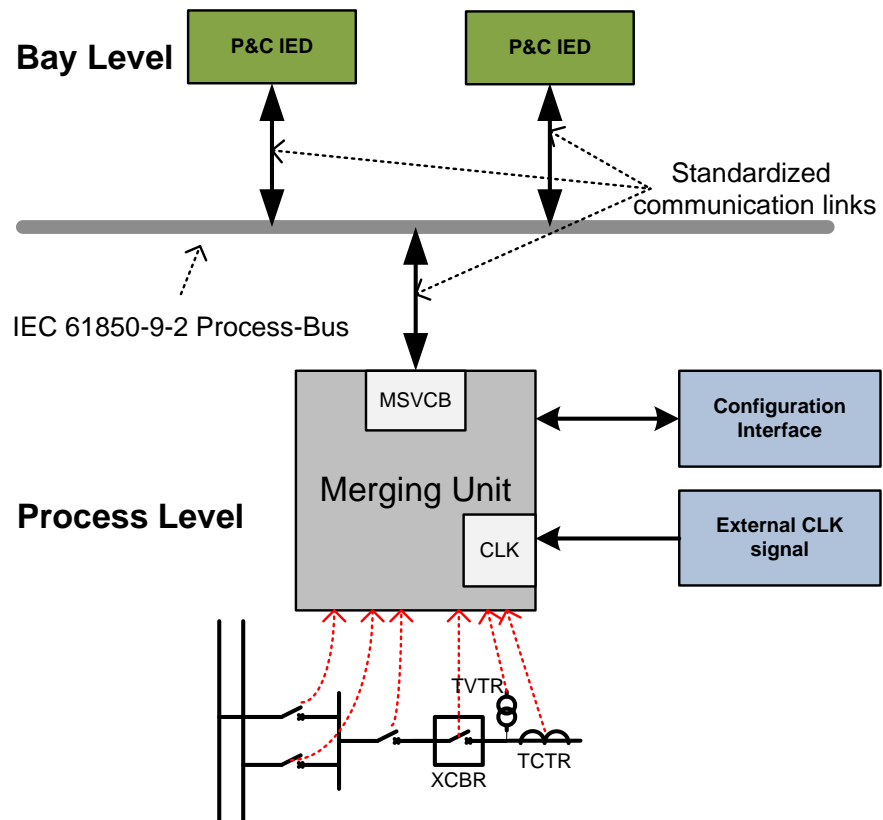 P&C IED
P&C IED
Bay Level
Standardized
communication links
IEC 61850-9-2 Process-Bus
MSVCB
Configuration
Interface
Merging Unit
Process Level
External CLK
signal
CLK
TVTR
XCBR
TCTR